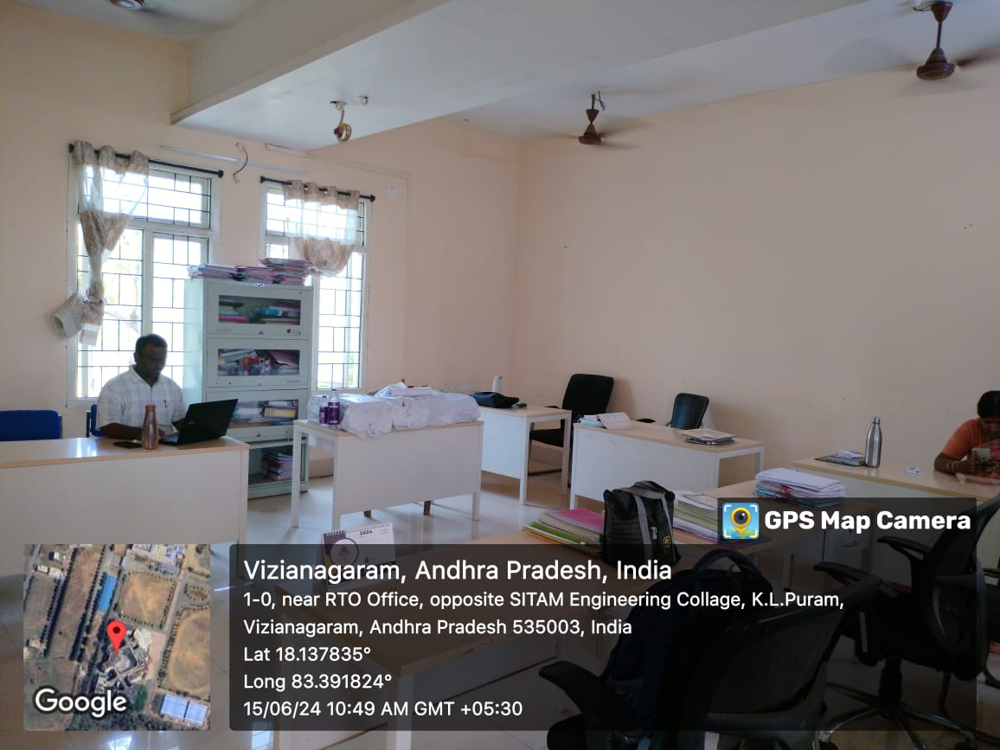 2024
GPS Map Camera
Vizianagaram, Andhra Pradesh, India
1-0, near RTO Office, opposite SITAM Engineering Collage, K.L.Puram,
Vizianagaram, Andhra Pradesh 535003, India
Lat 18.137835°
Long 83.391824°
15/06/24 10:49 AM GMT +05:30
Google